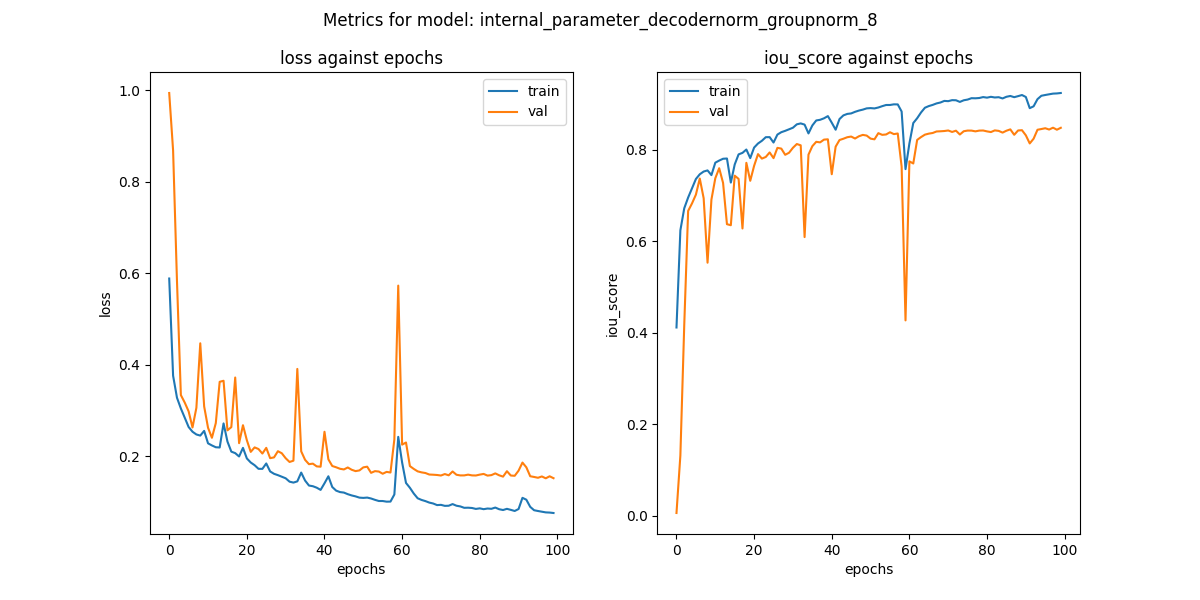 Metrics for model: internal_parameter_decodernorm_groupnorm_8
loss against epochs
1.0
0.8
0.6
0.4
0.2
loss
0
20
40
60
80
100
epochs
train
val
iou_score against epochs
0.8
0.6
0.4
0.2
0.0
iou_score
0
20
40
60
80
100
epochs
train
val